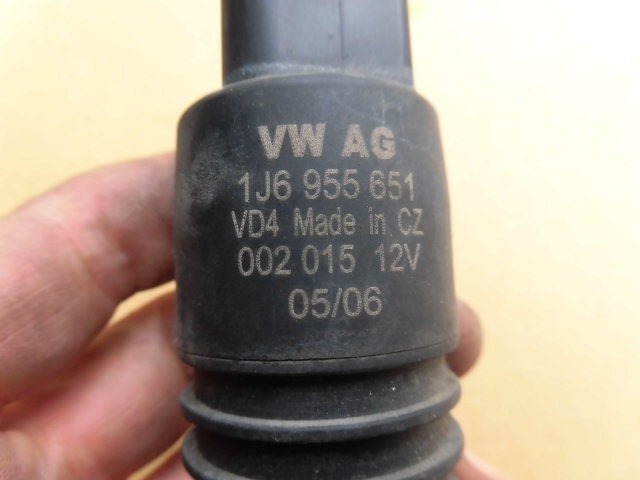 VW AG
1J6 955 651
VD4 Made in CZ
002 015 12V
05/06